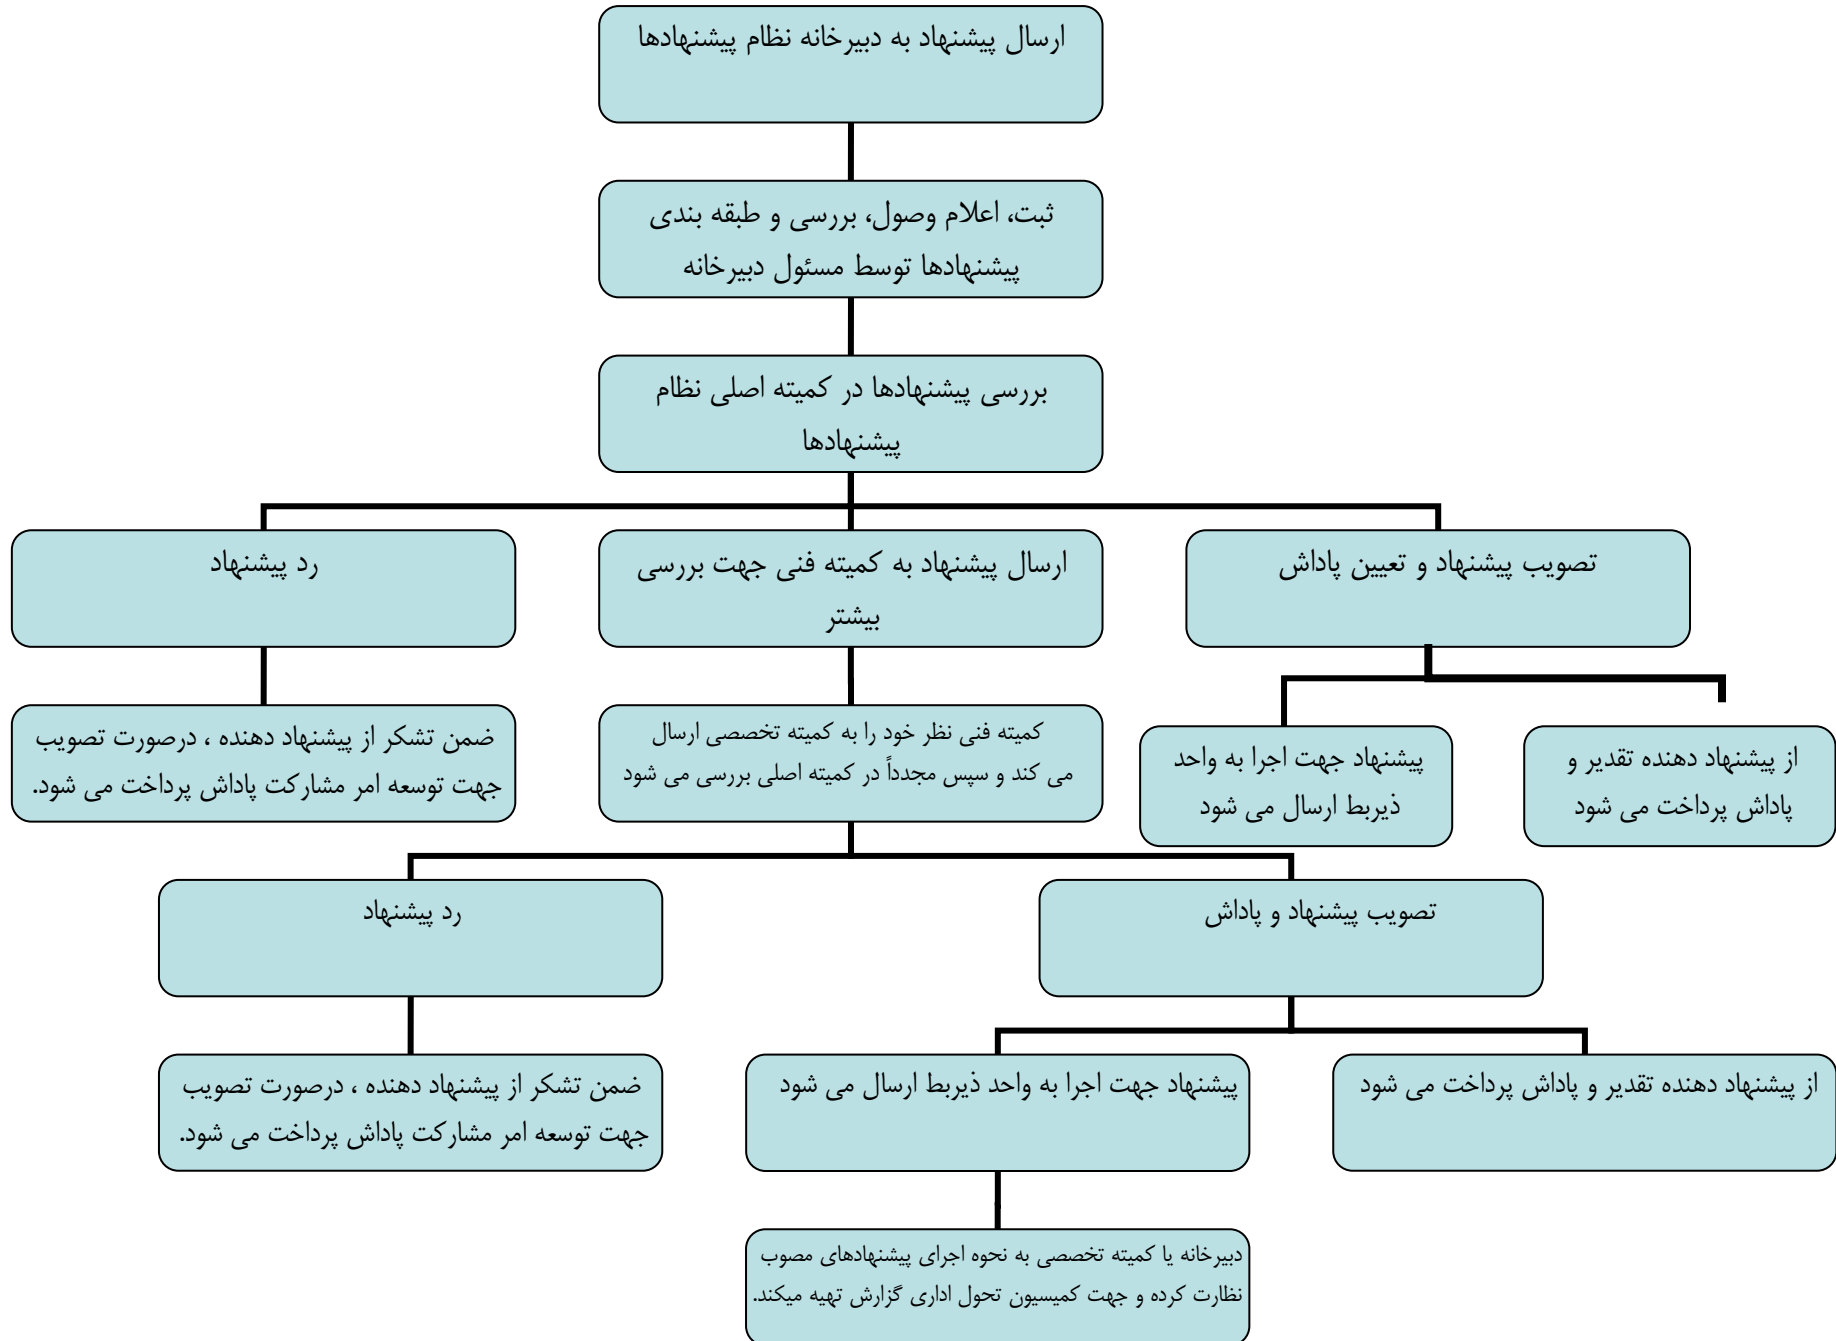 ارسال پیشنهاد به دبیرخانه نظام پیشنهادها
ثبت، اعلام وصول، بررسی و طبقه بندی
پیشنهادها توسط مسئول دبیرخانه
بررسی پیشنهادها در کمیته اصلی نظام
پیشنهادها
تصویب پیشنهاد و تعیین پاداش
ارسال پیشنهاد به کمیته فنی جهت بررسی
بیشتر
رد پیشنهاد
از پیشنهاد دهنده تقدیر و
پاداش پرداخت می شود
پیشنهاد جهت اجرا به واحد
ذیربط ارسال می شود
کمیته فنی نظر خود را به کمیته تخصصی ارسال
می کند و سپس مجدداً در کمیته اصلی بررسی می شود
ضمن تشکر از پیشنهاد دهنده ، درصورت تصویب
جهت توسعه امر مشارکت پاداش پرداخت می شود.
تصویب پیشنهاد و پاداش
رد پیشنهاد
از پیشنهاد دهنده تقدیر و پاداش پرداخت می شود
پیشنهاد جهت اجرا به واحد ذیربط ارسال می شود
ضمن تشکر از پیشنهاد دهنده ، درصورت تصویب
جهت توسعه امر مشارکت پاداش پرداخت می شود.
دبیرخانه یا کمیته تخصصی به نحوه اجرای پیشنهادهای مصوب
نظارت کرده و جهت کمیسیون تحول اداری گزارش تهیه میکند.